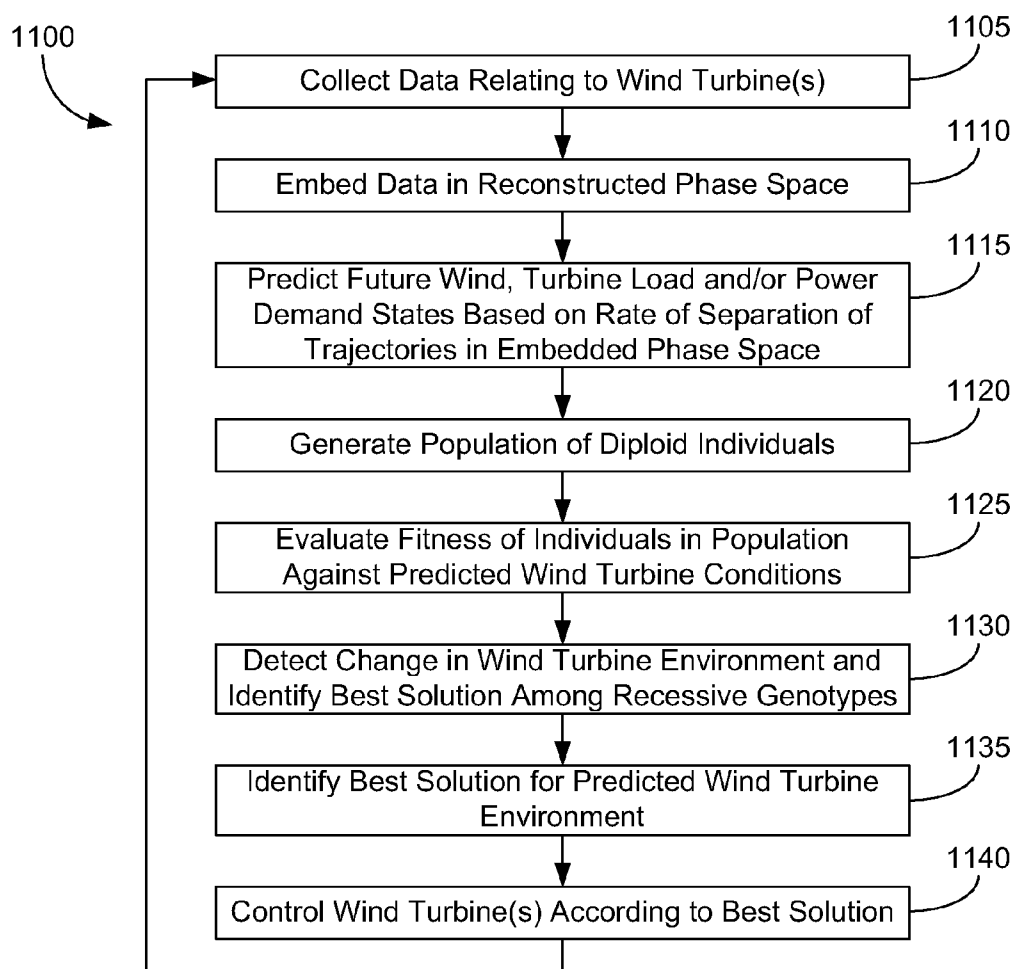 1100
1105
Collect Data Relating to Wind Turbine(s)
1110
Embed Data in Reconstructed Phase Space
1115
Predict Future Wind, Turbine Load and/or Power
Demand States Based on Rate of Separation of
Trajectories in Embedded Phase Space
1120
Generate Population of Diploid Individuals
1125
Evaluate Fitness of Individuals in Population
Against Predicted Wind Turbine Conditions
1130
Detect Change in Wind Turbine Environment and
Identify Best Solution Among Recessive Genotypes
1135
Identify Best Solution for Predicted Wind Turbine
Environment
1140
Control Wind Turbine(s) According to Best Solution